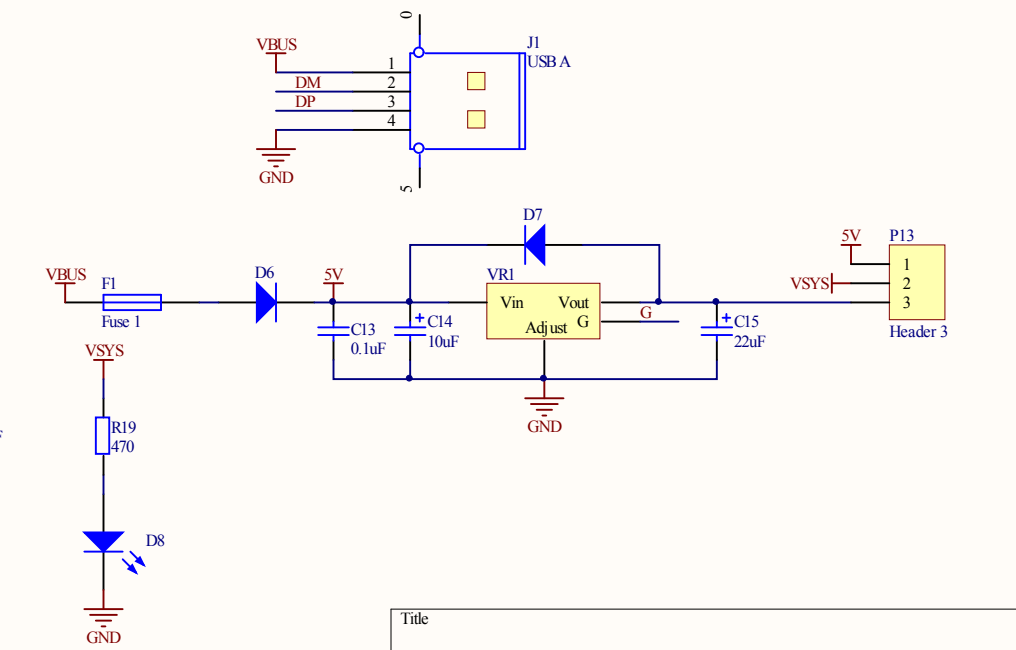 0
J1
VBUS
USB A
1
DM
2
DP
3
4
GND
5
D7
5V
P13
VBUS
F1
D6
5V
VR1
1
VSYS
2
Vin
Vout
3
G
G
Fuse 1
C13
+
C14
Adjust
+
C15
Header 3
0.1uF
10uF
22uF
VSYS
GND
R19
470
D8
GND
Title